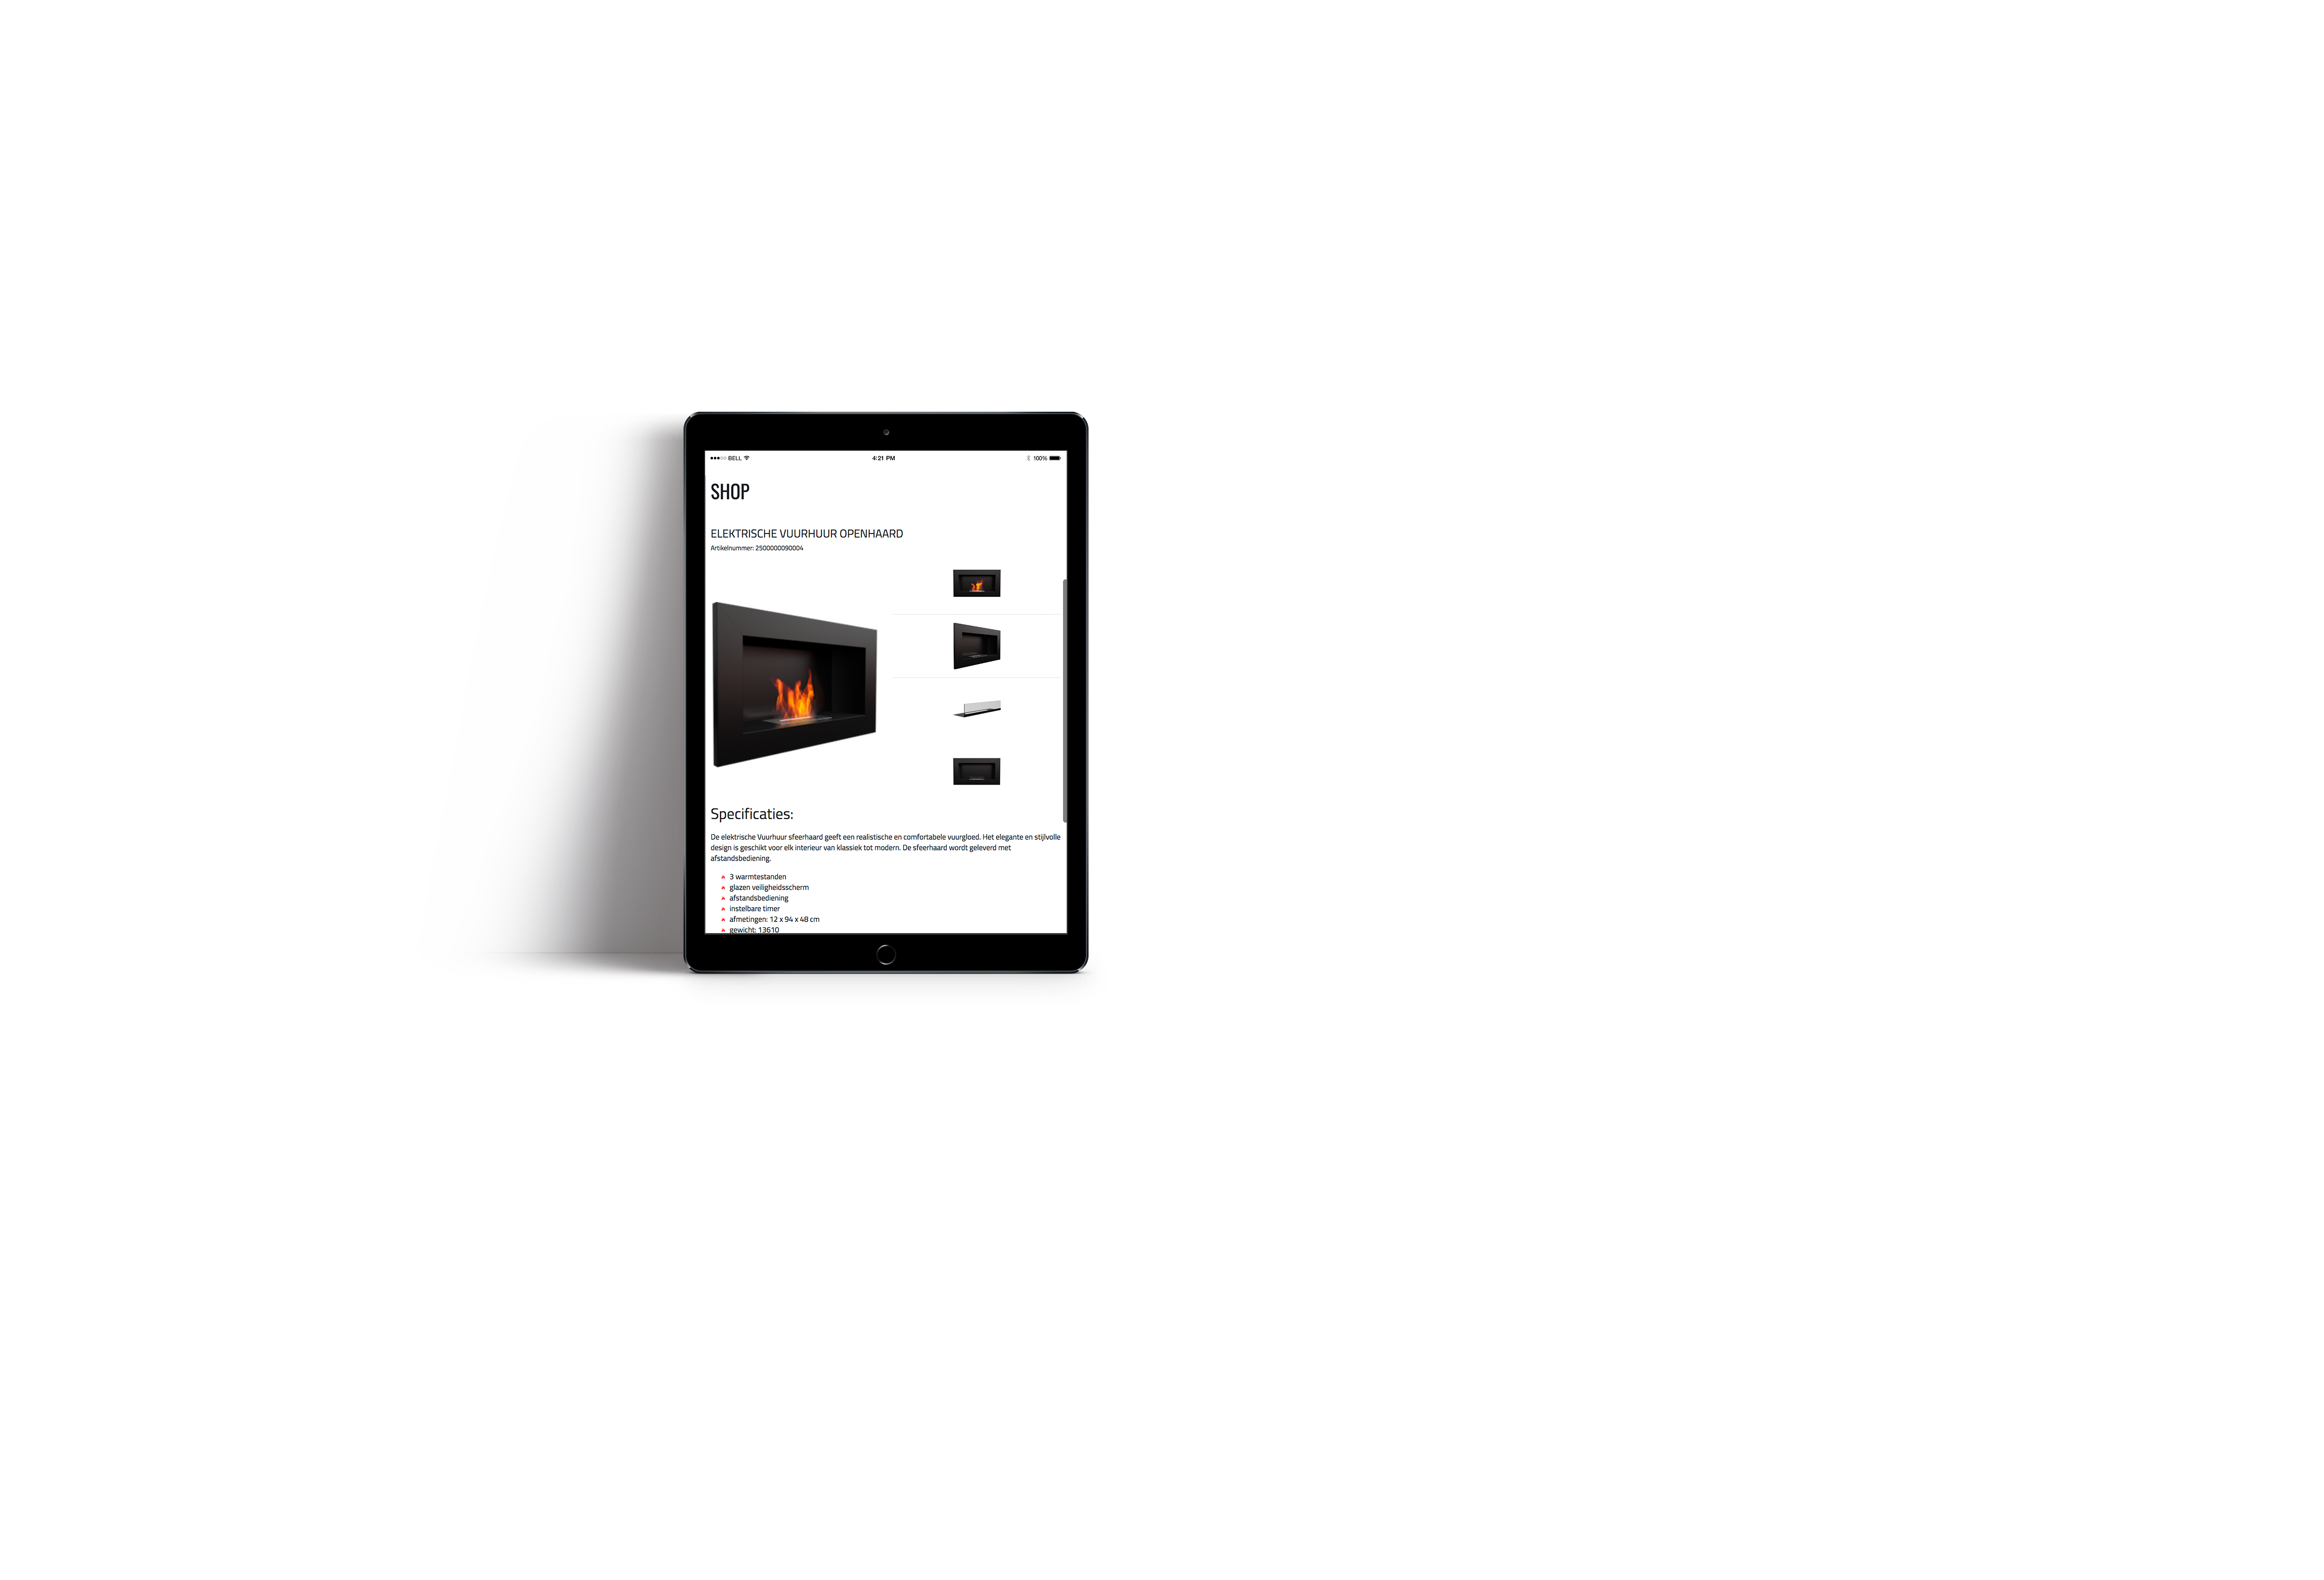 BELL
4:21 PM
100%
SHOP
ELEKTRISCHE VUURHUUR OPENHAARD
Artikelnummer: 2500000090004
Specificaties:
De elektrische Vuurhuur sfeerhaard geeft een realistische en comfortabele vuurgloed. Het elegante en stijlvolle
design is geschikt voor elk interieur van klassiek tot modern. De sfeerhaard wordt geleverd met
afstandsbediening.
3 warmtestanden
glazen veiligheidsscherm
afstandsbediening
instelbare timer
afmetingen: 12 x 94 x 48 cm
gewicht: 13610